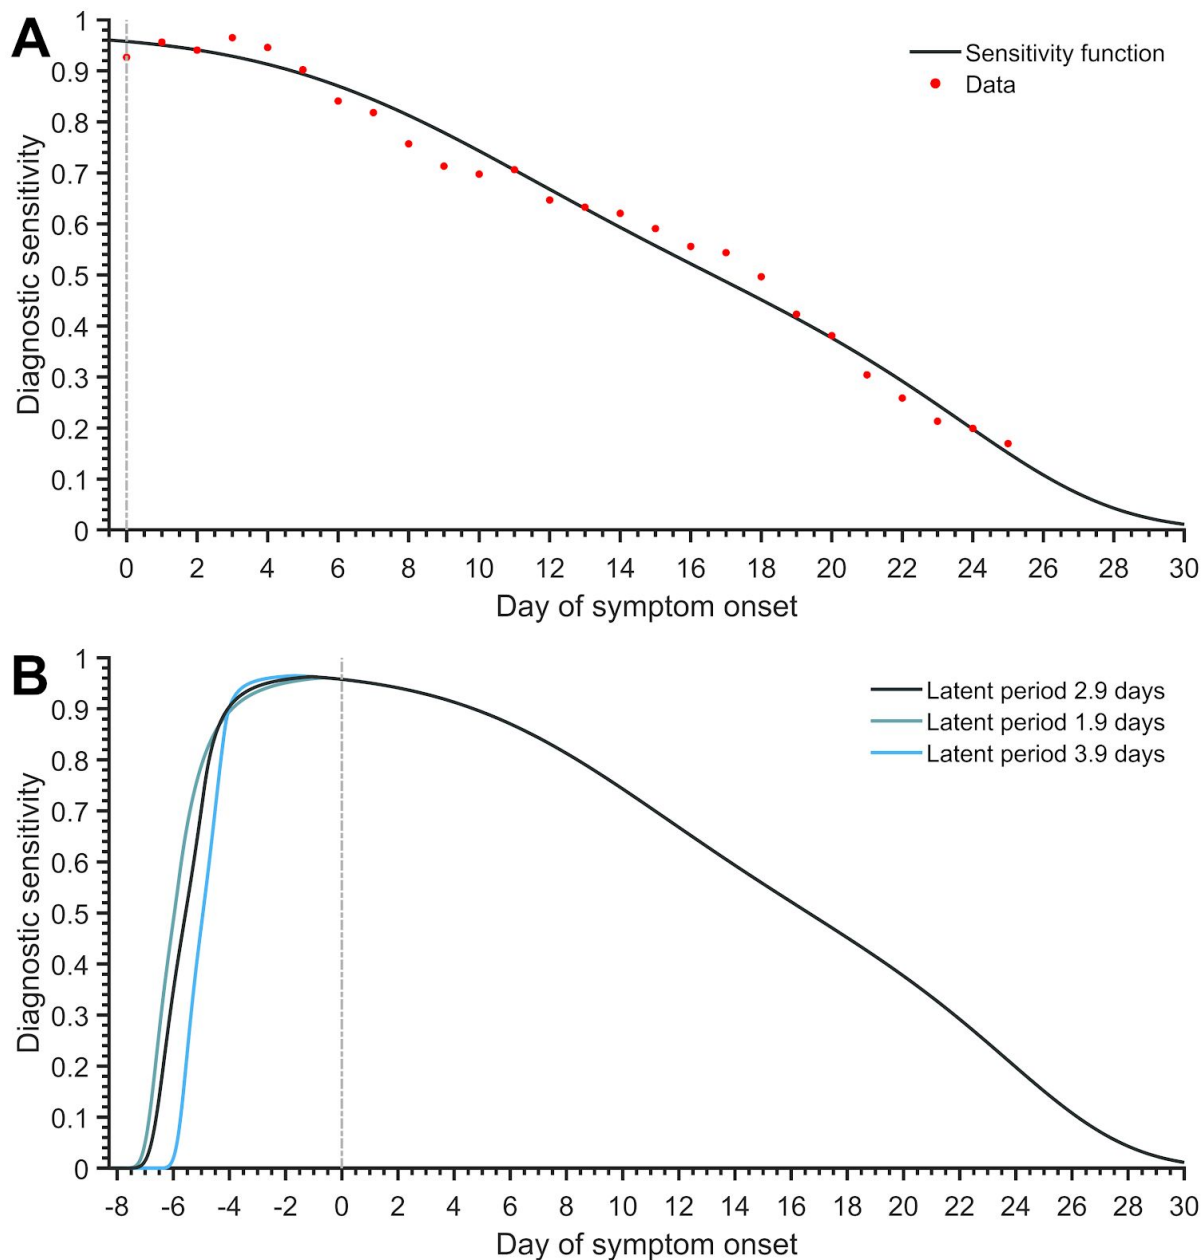 A
1
0.9
0.8
0.7
0.6
0.5
0.4
0.3
0.2
0.1
0
Diagnostic sensitivity
Sensitivity function
Data
0 2 4 6 8 10 12 14 16 18 20 22 24 26 28 30
Day of symptom onset
B
1
0.9
0.8
0.7
0.6
0.5
0.4
0.3
0.2
0.1
0
Diagnostic sensitivity
Latent period 2.9 days
Latent period 1.9 days
Latent period 3.9 days
-8 -6 -4 -2 0 2 4 6 8 10 12 14 16 18 20 22 24 26 28 30
Day of symptom onset